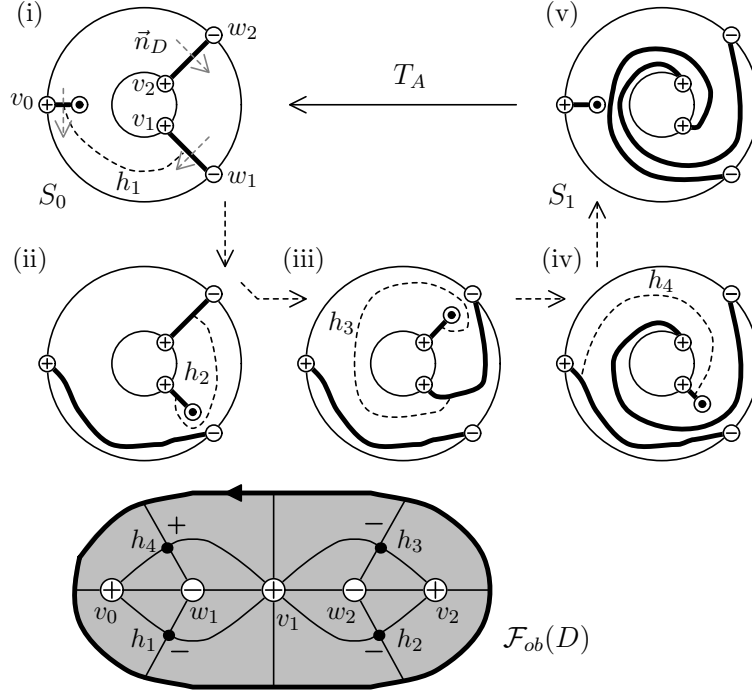 (i)
n⃗_D
− w₂
v₀ +
v₂ +
v₁ +
h₁
S₀
− w₁
T_A
(v)
−
+
+
+
−
S₁
(ii)
−
+
+
+
h₂
−
(iii)
−
h₃
+
+
+
−
(iv)
h₄
−
+
+
+
−
+
h₄
−
h₃
+ − + − +
v₀ w₁ v₁ w₂ v₂
h₁
−
−
h₂
ℱ_ob(D)